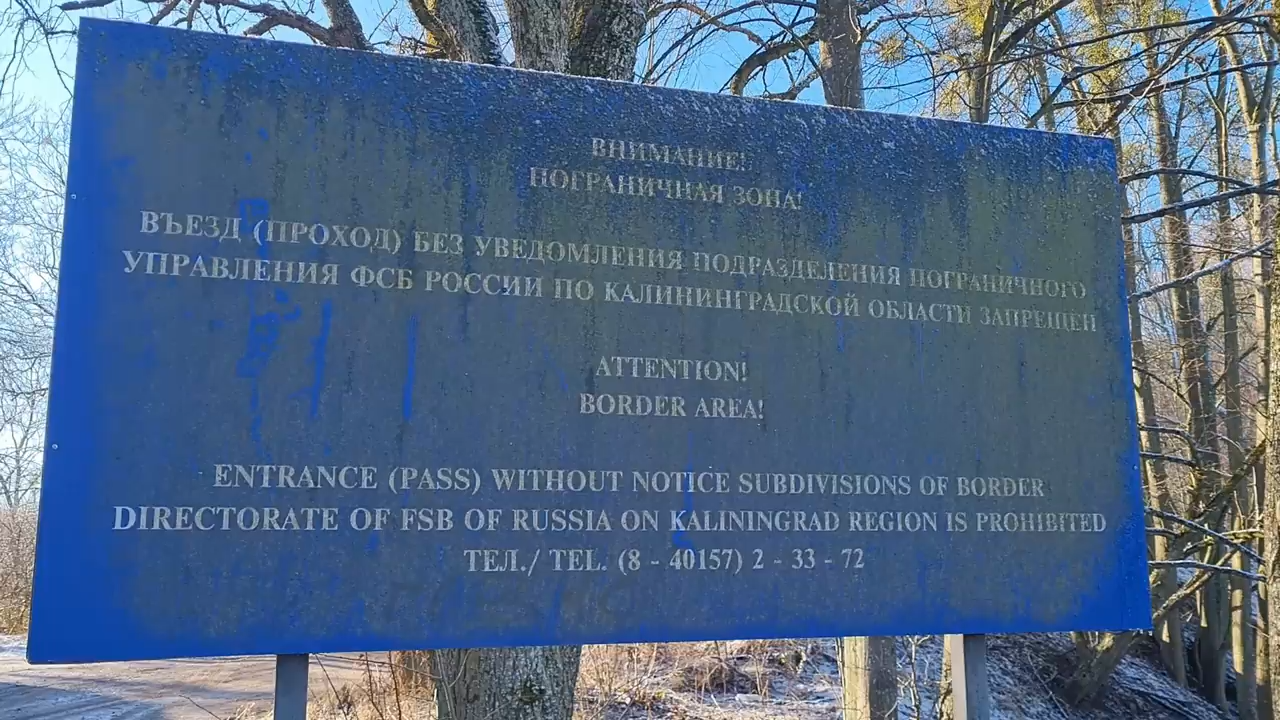 ВНИМАНИЕ!
ПОГРАНИЧНАЯ ЗОНА!
ВЪЕЗД (ПРОХОД) БЕЗ УВЕДОМЛЕНИЯ ПОДРАЗДЕЛЕНИЯ ПОГРАНИЧНОГО
УПРАВЛЕНИЯ ФСБ РОССИИ ПО КАЛИНИНГРАДСКОЙ ОБЛАСТИ ЗАПРЕЩЕН
ATTENTION!
BORDER AREA!
ENTRANCE (PASS) WITHOUT NOTICE SUBDIVISIONS OF BORDER
DIRECTORATE OF FSB OF RUSSIA ON KALININGRAD REGION IS PROHIBITED
ТЕЛ./ TEL. (8 - 40157) 2 - 33 - 72